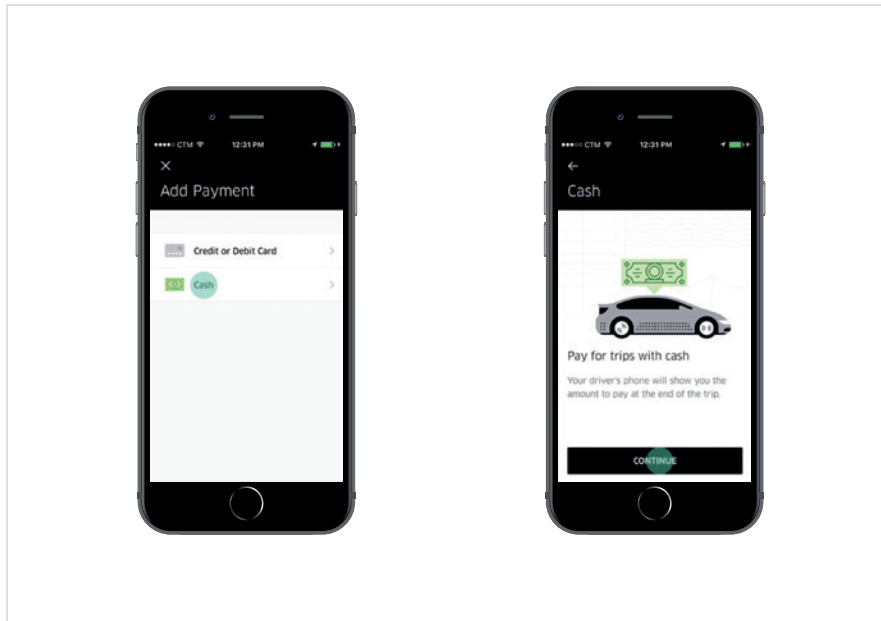 CTM 12:31 PM
Add Payment
Credit or Debit Card
Cash
CTM 12:31 PM
Cash
Pay for trips with cash
Your driver's phone will show you the
amount to pay at the end of the trip.
CONTINUE